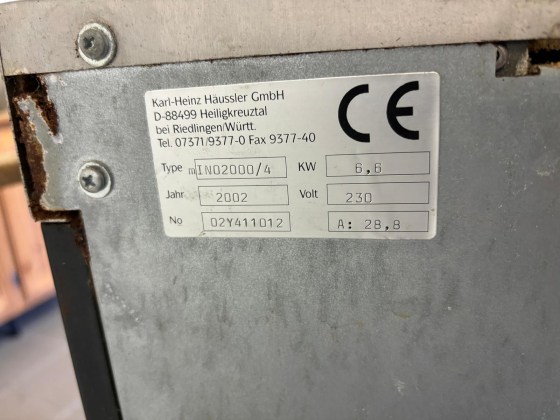 Karl-Heinz Häussler GmbH
D-88499 Heiligkreuztal
bei Riedlingen/Württ.
Tel. 07371/9377-0 Fax 9377-40
CE
Type mINO2000/4 KW 6,6
Jahr 2002 Volt 230
No 02Y411012 A: 28,8